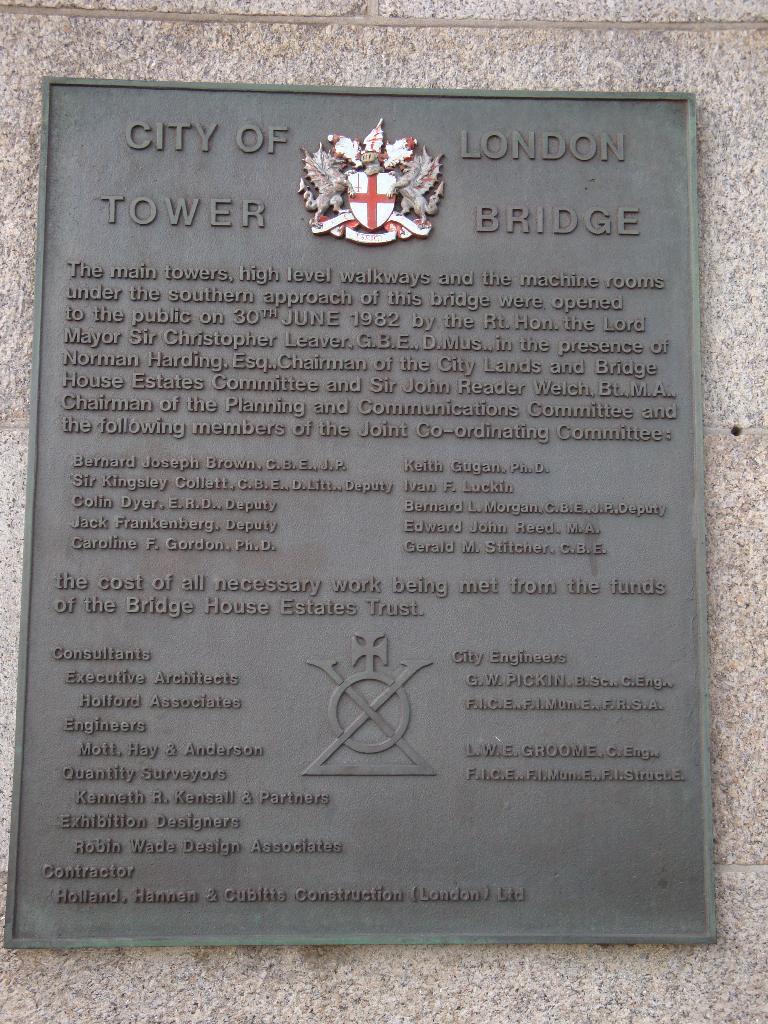 CITY OF LONDON
TOWER BRIDGE
The main towers, high level walkways and the machine rooms
under the southern approach of this bridge were opened
to the public on 30TH JUNE 1982 by the Rt. Hon. the Lord
Mayor Sir Christopher Leaver, G.B.E., D.Mus., in the presence of
Norman Harding, Esq., Chairman of the City Lands and Bridge
House Estates Committee and Sir John Reader Welch, Bt., M.A.,
Chairman of the Planning and Communications Committee and
the following members of the Joint Co-ordinating Committee:
Bernard Joseph Brown, C.B.E., J.P.
Sir Kingsley Collett, C.B.E., D.Litt., Deputy
Colin Dyer, E.R.D., Deputy
Jack Frankenberg, Deputy
Caroline F. Gordon, Ph.D.
Keith Gugan, Ph.D.
Ivan F. Luckin
Bernard L. Morgan, C.B.E., J.P., Deputy
Edward John Reed, M.A.
Gerald M. Stitcher, C.B.E.
the cost of all necessary work being met from the funds
of the Bridge House Estates Trust.
Consultants
Executive Architects
Holford Associates
Engineers
Mott, Hay & Anderson
Quantity Surveyors
Kenneth R. Kensall & Partners
Exhibition Designers
Robin Wade Design Associates
Contractor
Holland, Hannen & Cubitts Construction (London) Ltd
City Engineers
G.W. PICKIN, B.Sc., C.Eng.,
F.I.C.E., F.I.Mun.E., F.R.S.A.
L.W.E. GROOME, C.Eng.,
F.I.C.E., F.I.Mun.E., F.I.Struct.E.